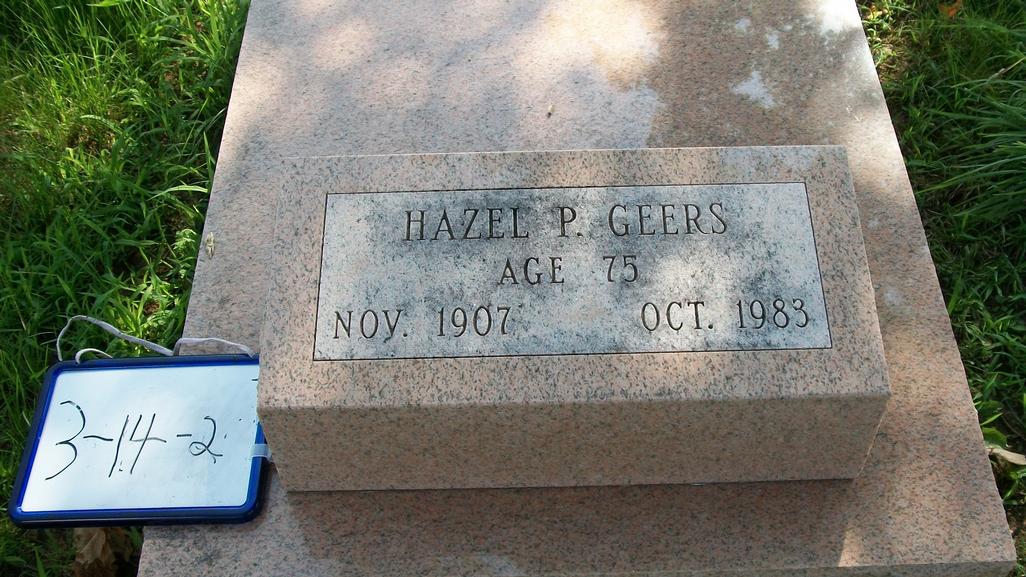 HAZEL P. GEERS
AGE 75
NOV. 1907 OCT. 1983
3-14-2